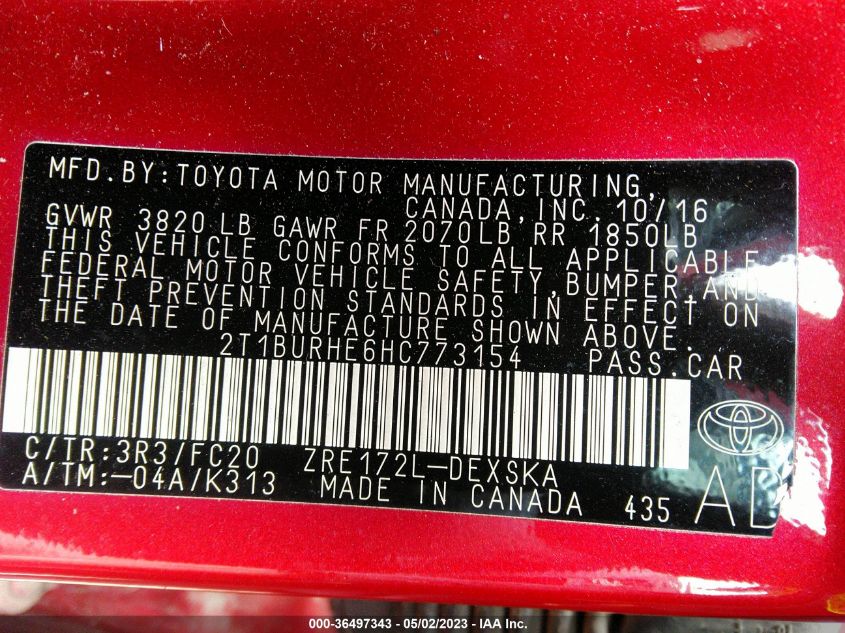 MFD.BY:TOYOTA MOTOR MANUFACTURING,
CANADA,INC. 10/16
GVWR 3820 LB GAWR FR 2070LB RR 1850LB
THIS VEHICLE CONFORMS TO ALL APPLICABLE
FEDERAL MOTOR VEHICLE SAFETY,BUMPER,AND
THEFT PREVENTION STANDARDS IN EFFECT ON
THE DATE OF MANUFACTURE SHOWN ABOVE.
2T1BURHE6HC773154 PASS.CAR
C/TR:3R3/FC20 ZRE172L-DEXSKA
A/TM:-04A/K313 MADE IN CANADA 435
AD
000-36497343 - 05/02/2023 - IAA Inc.